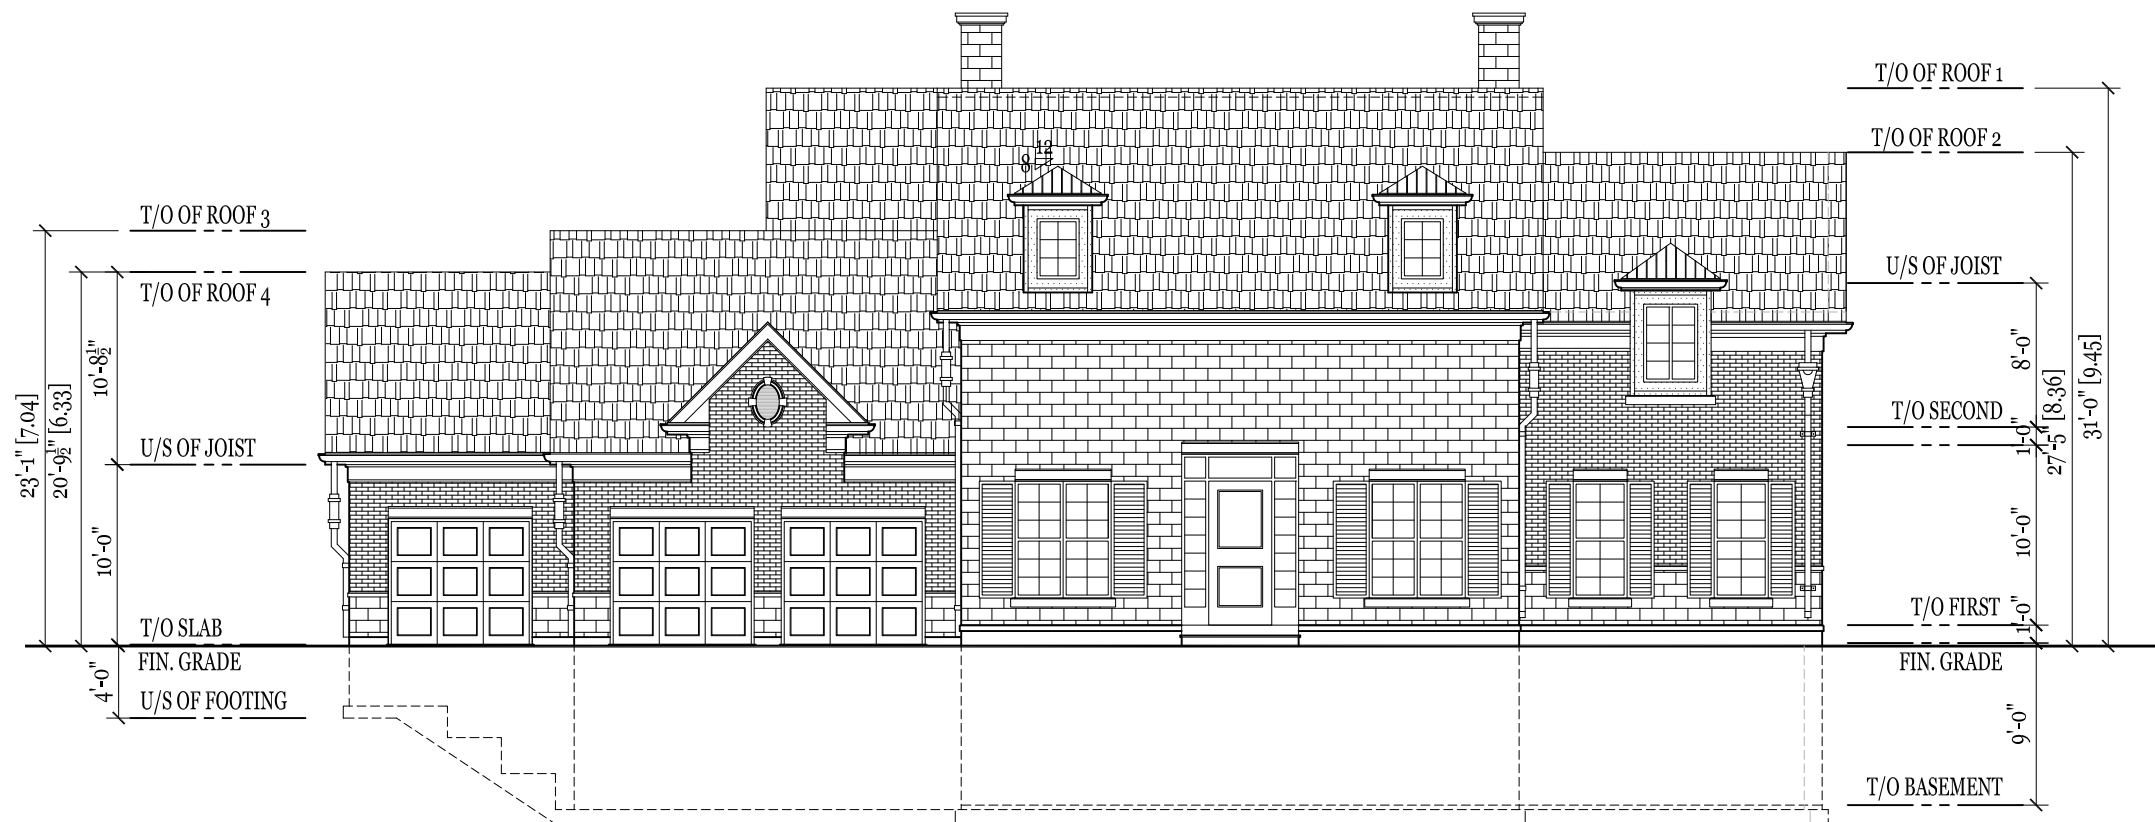 T/O OF ROOF 1
T/O OF ROOF 2
T/O OF ROOF 3
T/O OF ROOF 4
U/S OF JOIST
T/O SLAB
FIN. GRADE
U/S OF FOOTING
23'-1" [7.04]
20'-9½" [6.33]
10'-8½"
10'-0"
4'-0"
12
8
U/S OF JOIST
T/O SECOND
T/O FIRST
FIN. GRADE
T/O BASEMENT
8'-0"
1'-0"
10'-0"
1'-0"
9'-0"
27'-5" [8.36]
31'-0" [9.45]